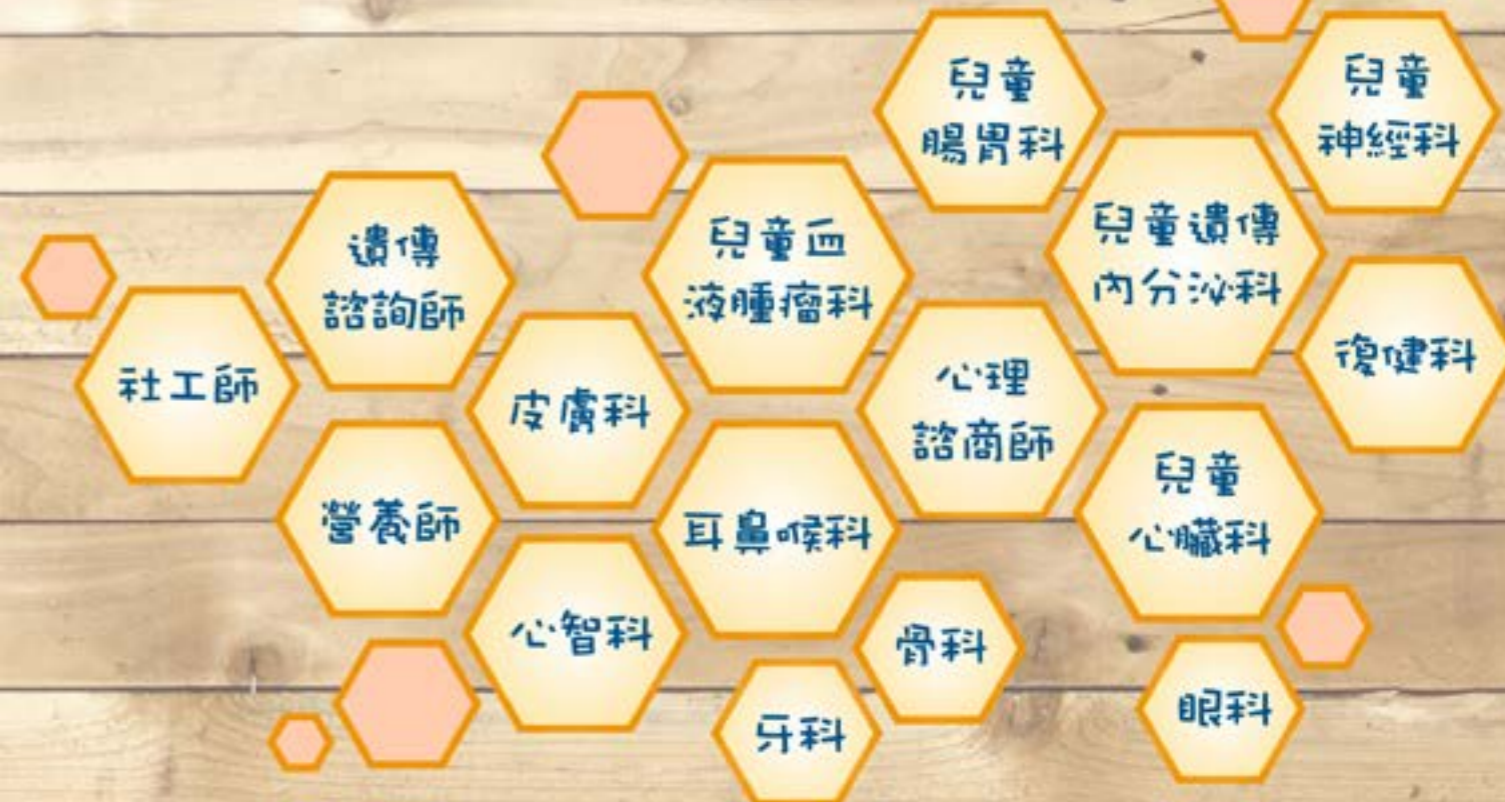 兒童
腸胃科
兒童
神經科
遺傳
諮詢師
兒童血
液腫瘤科
兒童遺傳
內分泌科
社工師
皮膚科
心理
諮商師
復健科
營養師
耳鼻喉科
兒童
心臟科
心智科
骨科
牙科
眼科